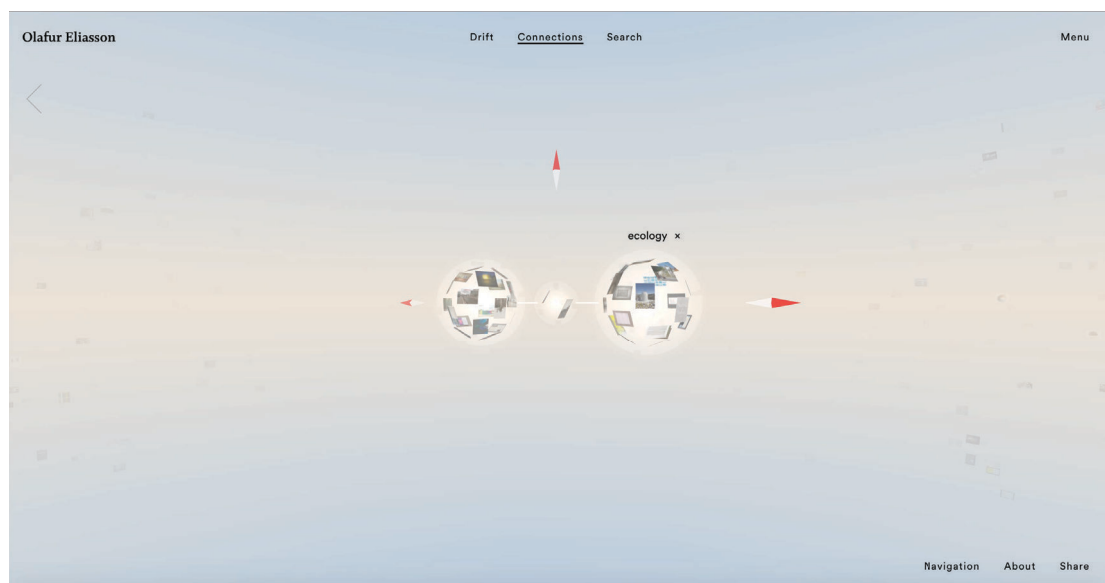 Olafur Eliasson
Drift Connections Search
Menu
ecology ×
Navigation About Share